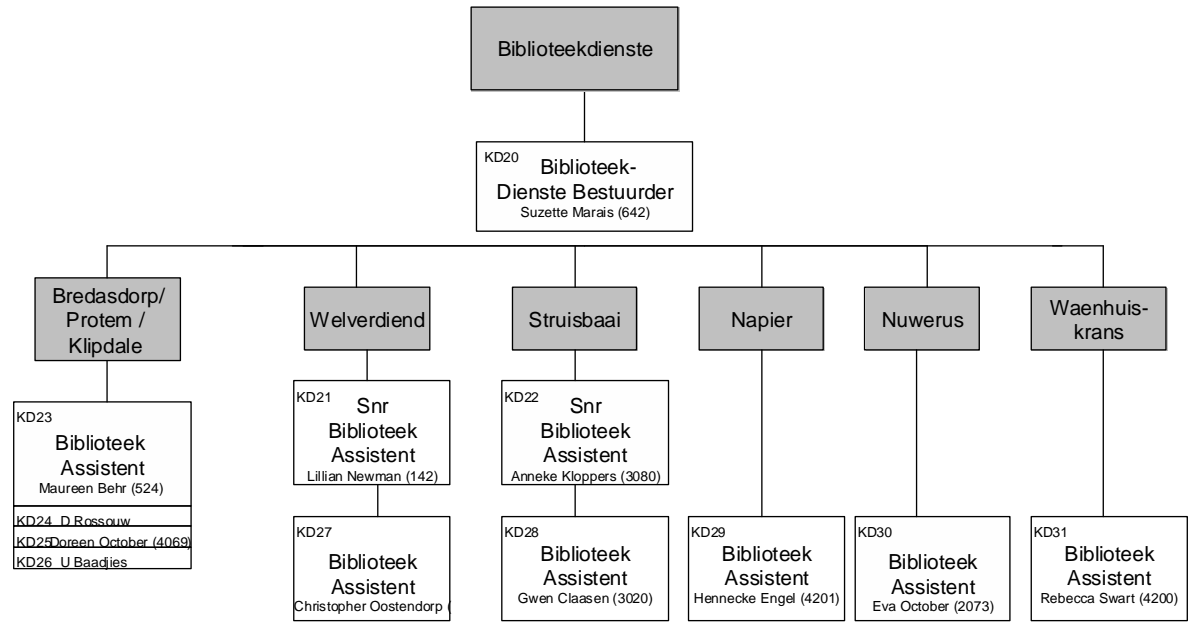 Biblioteekdienste
KD20
Biblioteek-
Dienste Bestuurder
Suzette Marais (642)
Bredasdorp/
Protem /
Klipdale
Welverdiend
Struisbaai
Napier
Nuwerus
Waenhuis-
krans
KD23
Biblioteek
Assistent
Maureen Behr (524)
KD24 D Rossouw
KD25 Doreen October (4069)
KD26 U Baadjies
KD21
Snr
Biblioteek
Assistent
Lillian Newman (142)
KD27
Biblioteek
Assistent
Christopher Oostendorp (
KD22
Snr
Biblioteek
Assistent
Anneke Kloppers (3080)
KD28
Biblioteek
Assistent
Gwen Claasen (3020)
KD29
Biblioteek
Assistent
Hennecke Engel (4201)
KD30
Biblioteek
Assistent
Eva October (2073)
KD31
Biblioteek
Assistent
Rebecca Swart (4200)